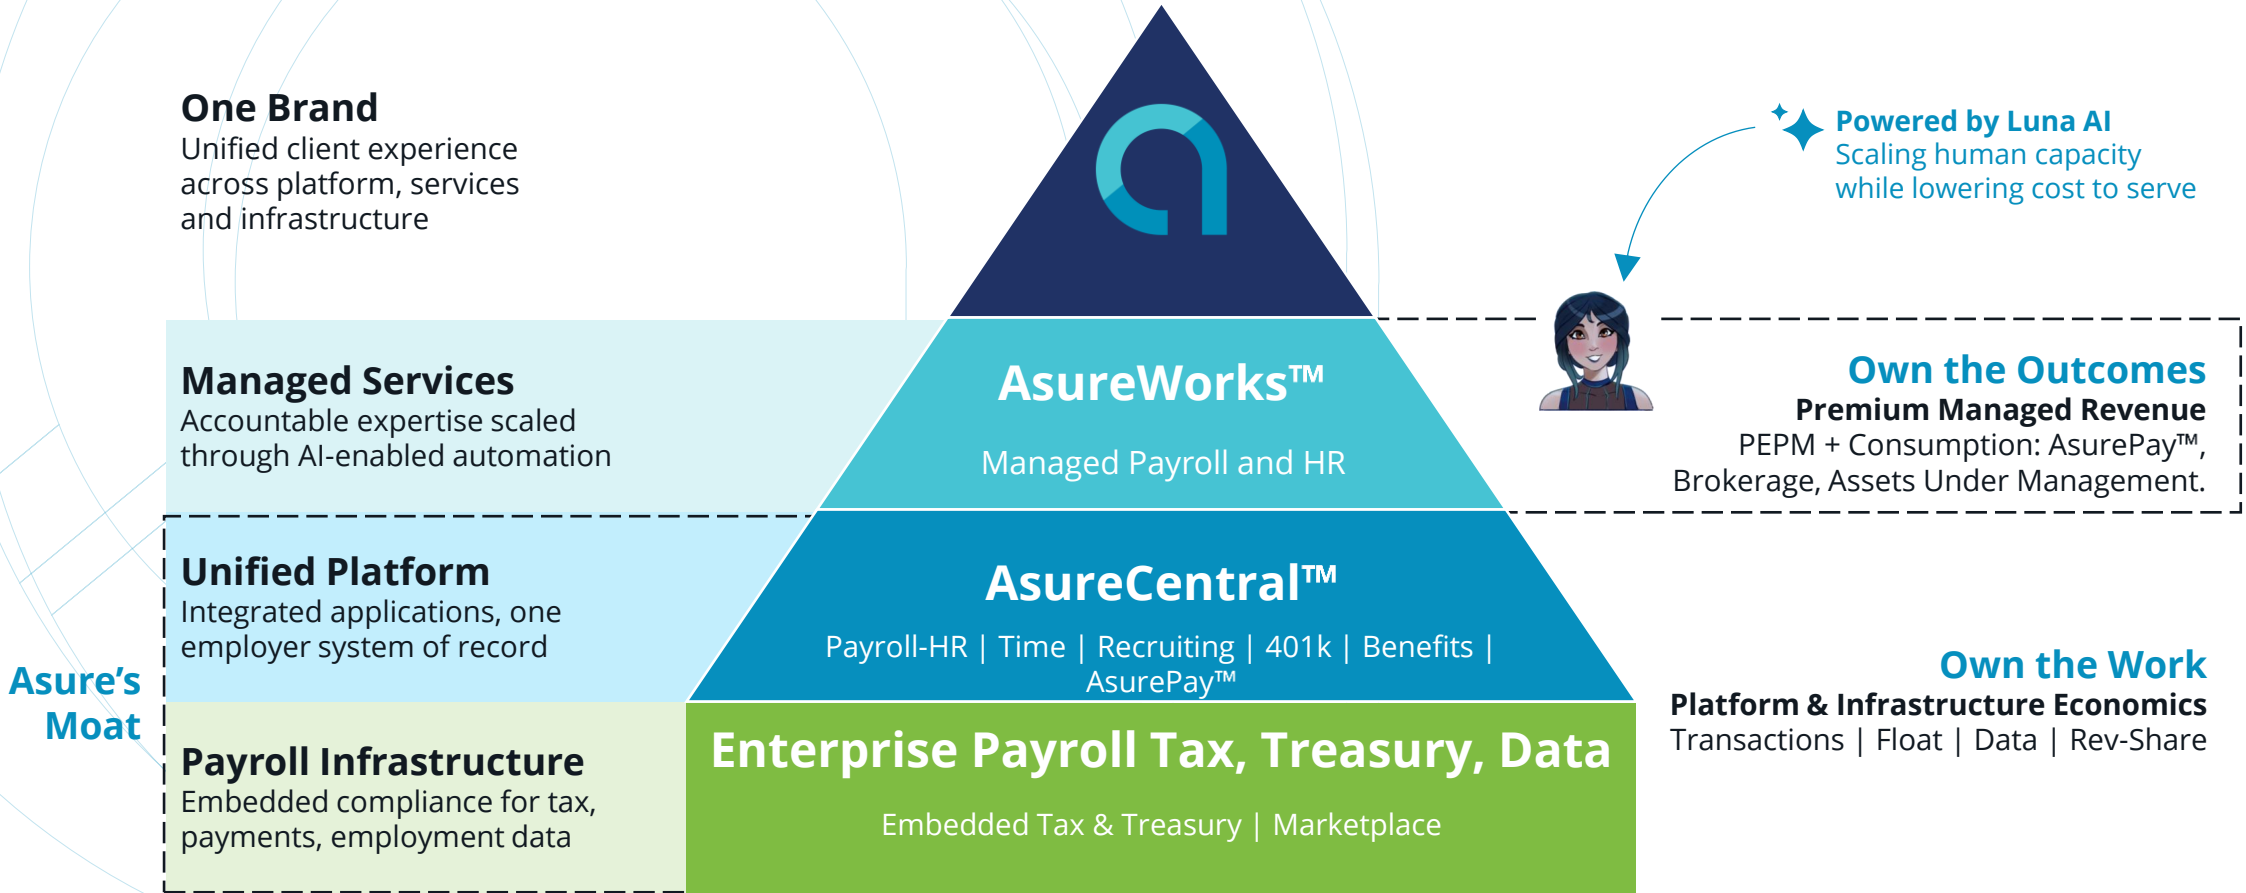 One Brand
Unified client experience
across platform, services
and infrastructure
Powered by Luna AI
Scaling human capacity
while lowering cost to serve
Managed Services
Accountable expertise scaled
through AI-enabled automation
AsureWorks™
Managed Payroll and HR
Own the Outcomes
Premium Managed Revenue
PEPM + Consumption: AsurePay™,
Brokerage, Assets Under Management.
Asure’s
Moat
Unified Platform
Integrated applications, one
employer system of record
AsureCentral™
Payroll-HR | Time | Recruiting | 401k | Benefits |
AsurePay™
Own the Work
Platform & Infrastructure Economics
Transactions | Float | Data | Rev-Share
Payroll Infrastructure
Embedded compliance for tax,
payments, employment data
Enterprise Payroll Tax, Treasury, Data
Embedded Tax & Treasury | Marketplace